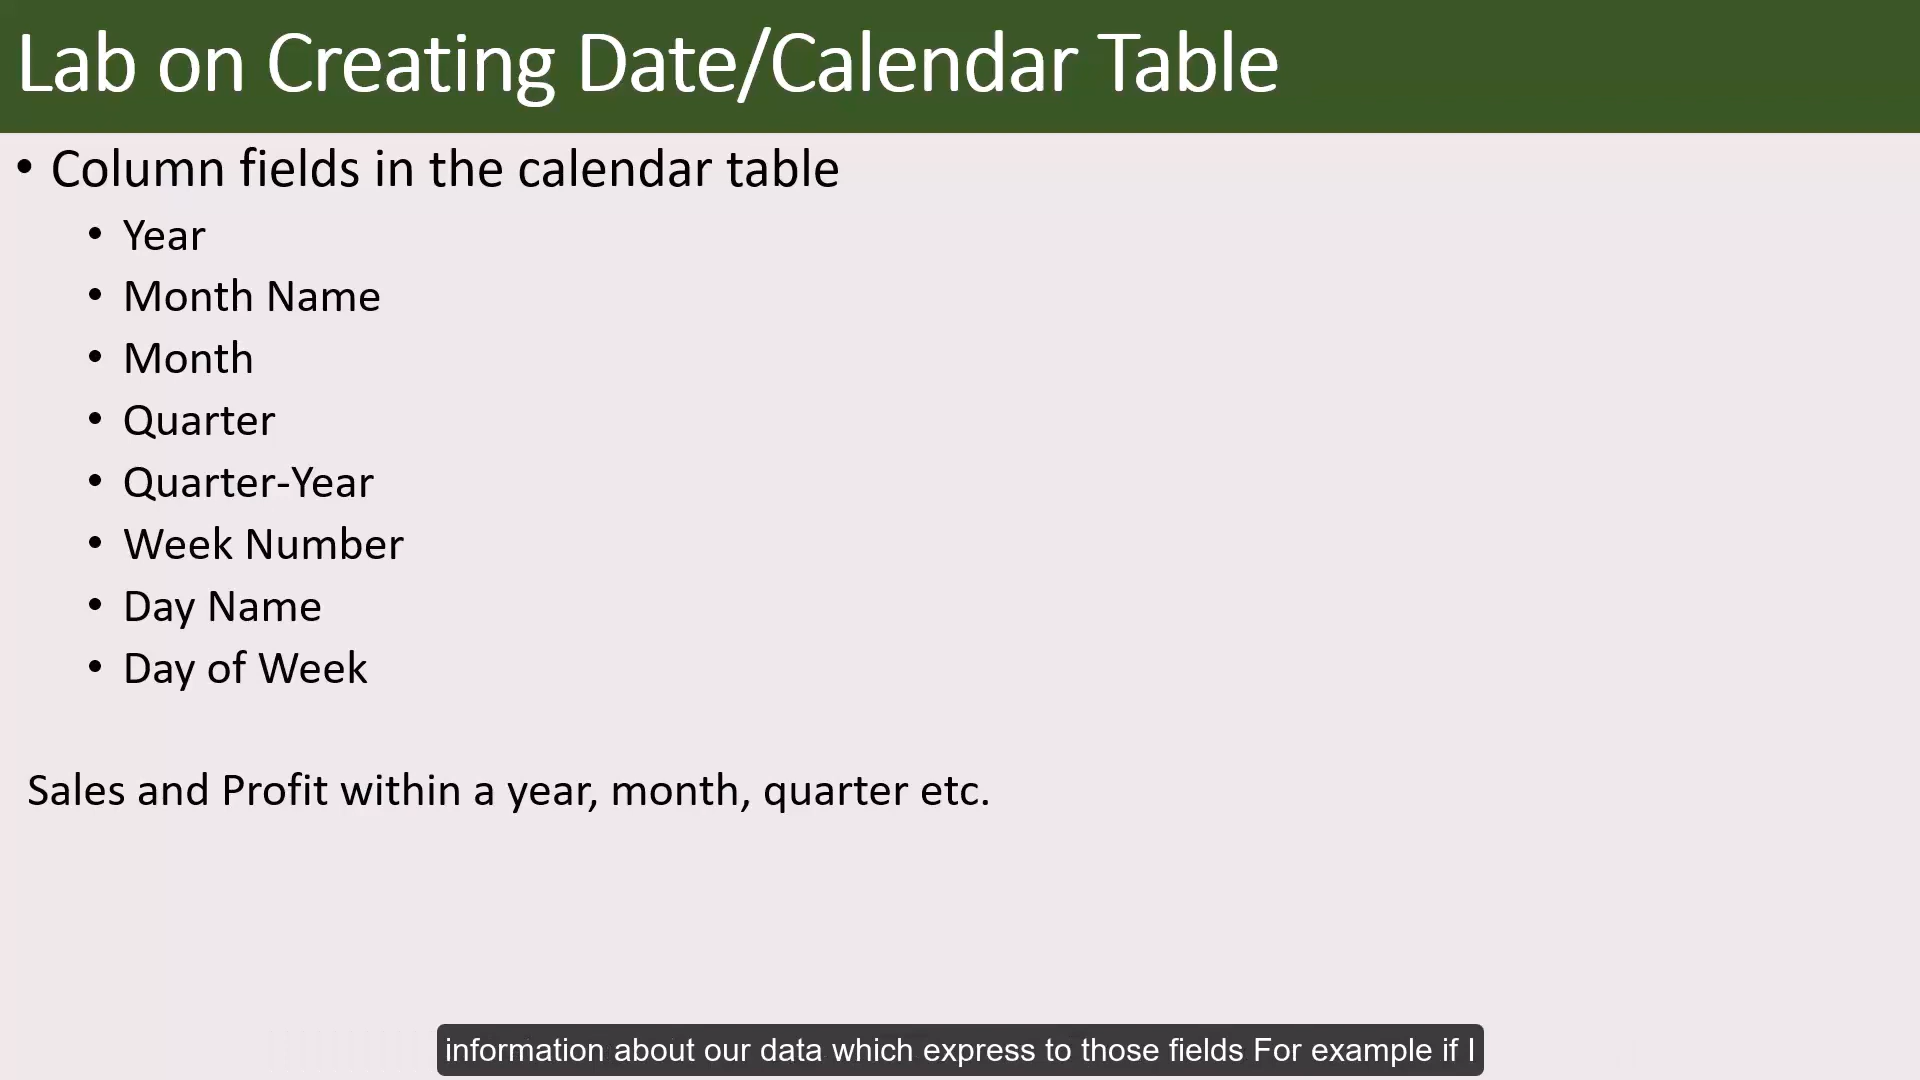 Lab on Creating Date/Calendar Table
• Column fields in the calendar table
• Year
• Month Name
• Month
• Quarter
• Quarter-Year
• Week Number
• Day Name
• Day of Week
Sales and Profit within a year, month, quarter etc.
information about our data which express to those fields For example if I